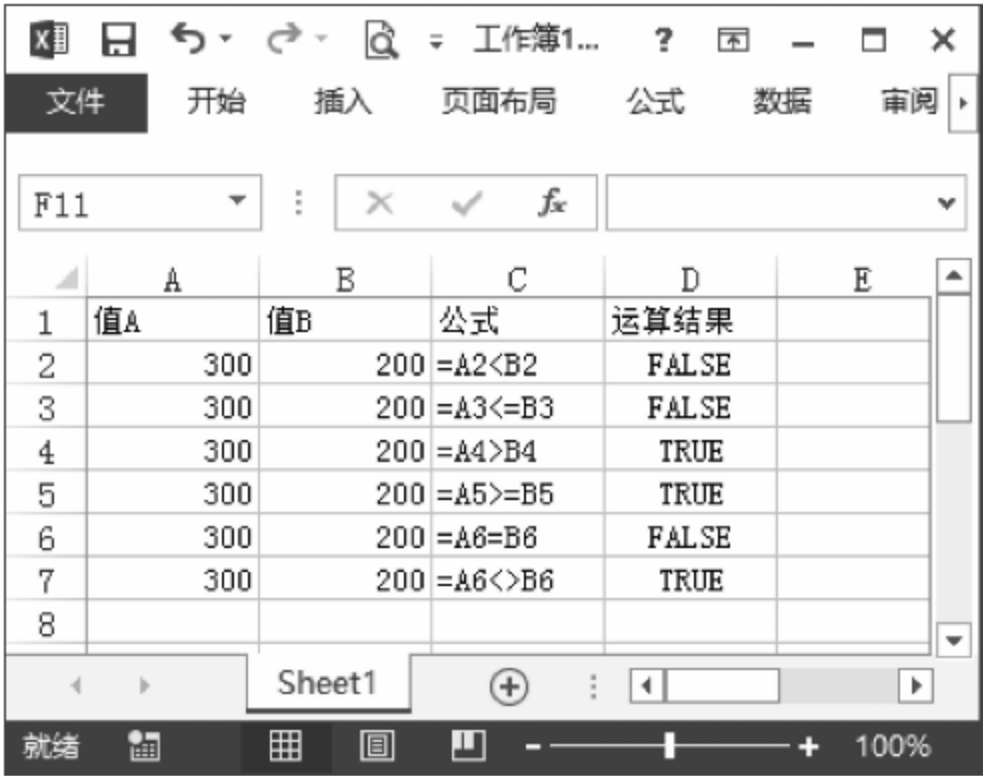 工作簿1...
文件 开始 插入 页面布局 公式 数据 审阅
F11 fx
A B C D E
1 值A 值B 公式 运算结果
2 300 200 =A2<B2 FALSE
3 300 200 =A3<=B3 FALSE
4 300 200 =A4>B4 TRUE
5 300 200 =A5>=B5 TRUE
6 300 200 =A6=B6 FALSE
7 300 200 =A6<>B6 TRUE
8
Sheet1
就绪 100%